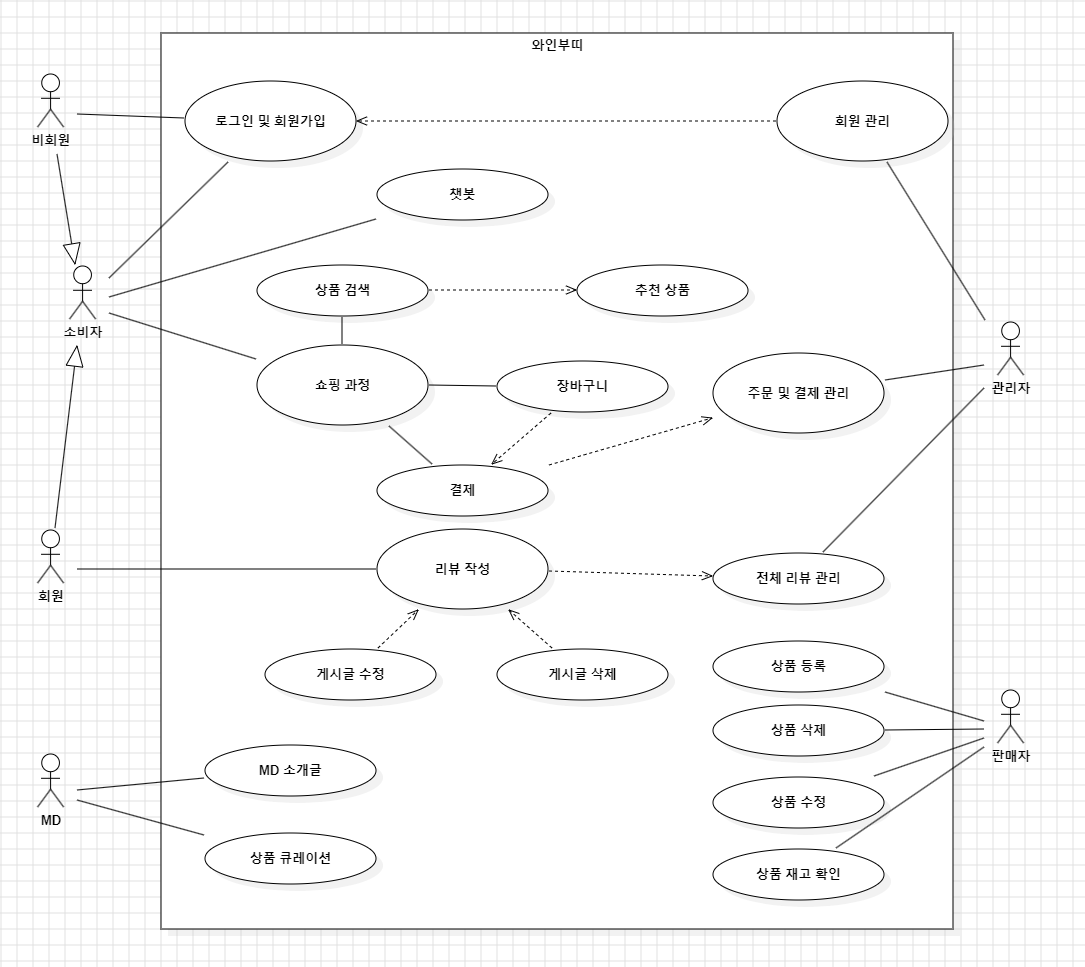 와인부띠
비회원
로그인 및 회원가입
회원 관리
챗봇
소비자
상품 검색
추천 상품
쇼핑 과정
장바구니
주문 및 결제 관리
관리자
결제
회원
리뷰 작성
전체 리뷰 관리
게시글 수정
게시글 삭제
상품 등록
상품 삭제
판매자
MD
MD 소개글
상품 수정
상품 큐레이션
상품 재고 확인